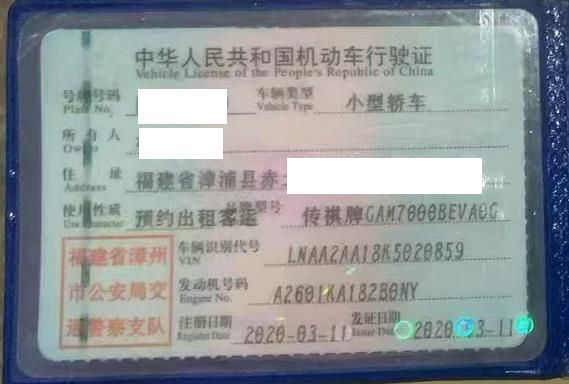 中华人民共和国机动车行驶证
Vehicle License of the People's Republic of China
号牌号码 车辆类型 小型轿车
Plate No. Vehicle Type
所有人
Owner
住址 福建省漳浦县赤
Address
使用性质 预约出租客运 品牌型号 传祺牌GAM7000BEVA0G
Use Character
车辆识别代号 LNAA2AA18K5020859
VIN
发动机号码 A2601KA182B0NY
Engine No.
注册日期 2020-03-11 发证日期 2020-03-11
Register Date Issue Date
福建省漳州
市公安局交
通警察支队